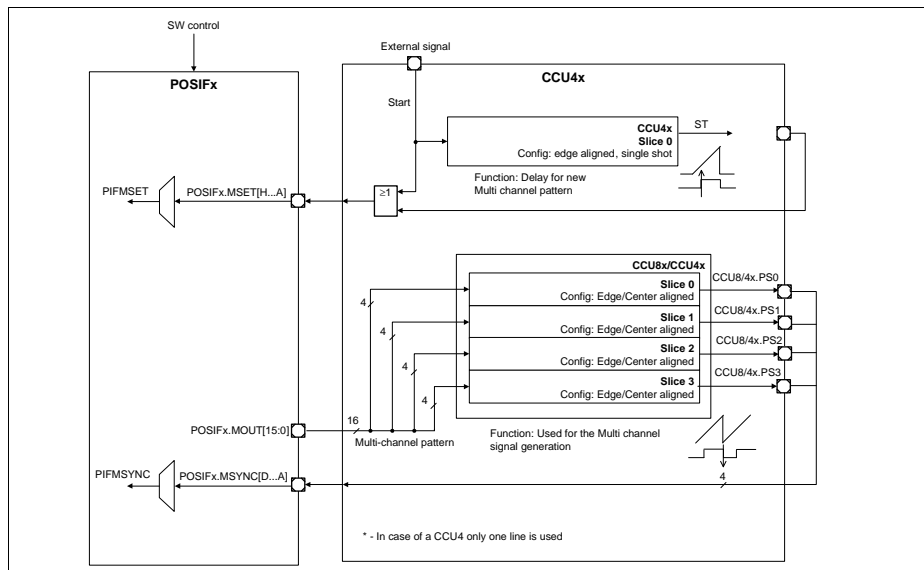 SW control
External signal
POSIFx
CCU4x
Start
CCU4x
Slice 0
Config: edge aligned, single shot
ST
Function: Delay for new
Multi channel pattern
PIFMSET
POSIFx.MSET[H...A]
≥1
CCU8x/CCU4x
Slice 0
Config: Edge/Center aligned
CCU8/4x.PS0
4
Slice 1
Config: Edge/Center aligned
CCU8/4x.PS1
4
Slice 2
Config: Edge/Center aligned
CCU8/4x.PS2
4
Slice 3
Config: Edge/Center aligned
CCU8/4x.PS3
4
POSIFx.MOUT[15:0]
16
Multi-channel pattern
Function: Used for the Multi channel
signal generation
PIFMSYNC
POSIFx.MSYNC[D...A]
4
* - In case of a CCU4 only one line is used